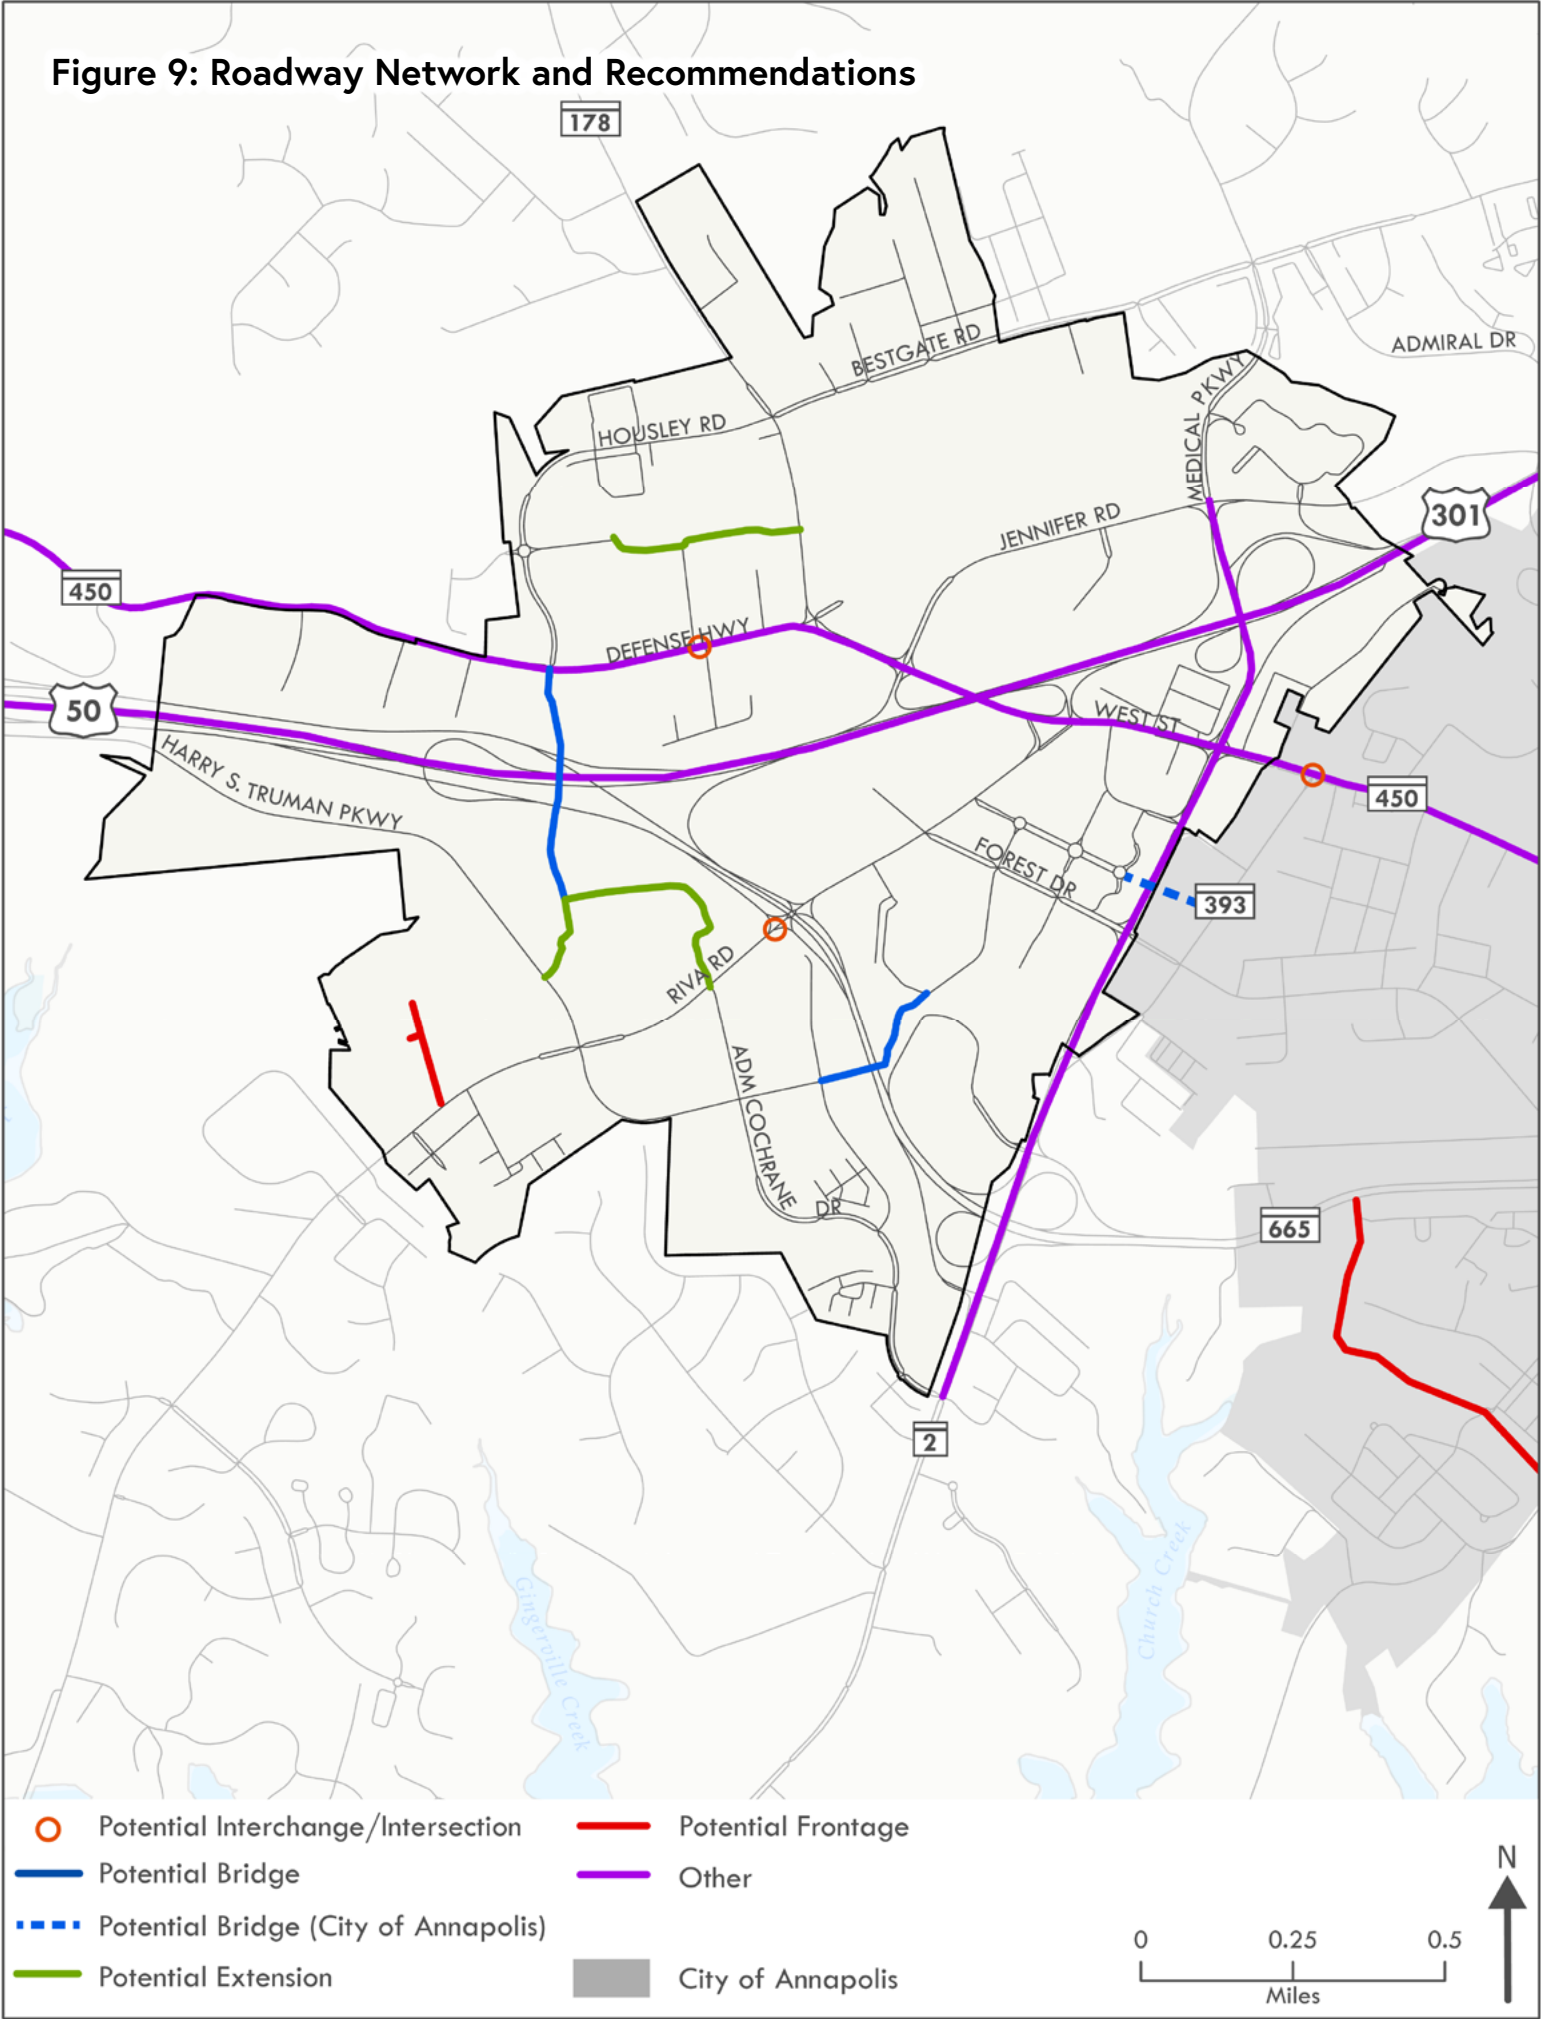 Figure 9: Roadway Network and Recommendations
178
ADMIRAL DR
BESTGATE RD
MEDICAL PKWY
HOUSLEY RD
301
JENNIFER RD
450
DEFENSE HWY
50
WEST ST
HARRY S. TRUMAN PKWY
450
FOREST DR
393
RIVA RD
ADM COCHRANE DR
665
2
Gingerville Creek
Church Creek
Potential Interchange/Intersection
Potential Bridge
Potential Bridge (City of Annapolis)
Potential Extension
Potential Frontage
Other
City of Annapolis
N
0 0.25 0.5
Miles